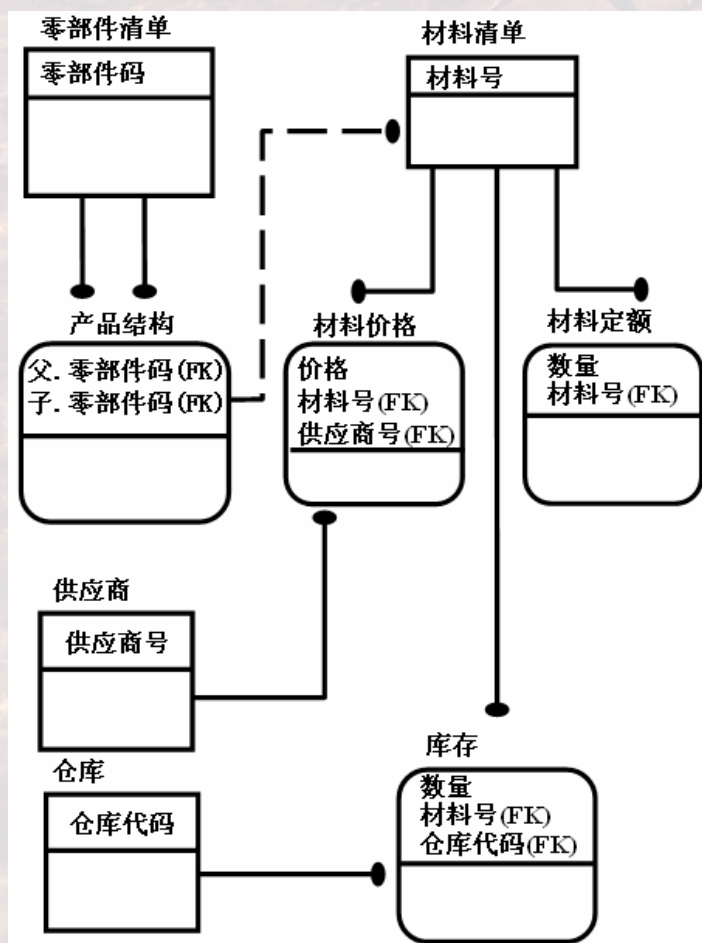 零部件清单
零部件码
材料清单
材料号
产品结构
父.零部件码(FK)
子.零部件码(FK)
材料价格
价格
材料号(FK)
供应商号(FK)
材料定额
数量
材料号(FK)
供应商
供应商号
仓库
仓库代码
库存
数量
材料号(FK)
仓库代码(FK)